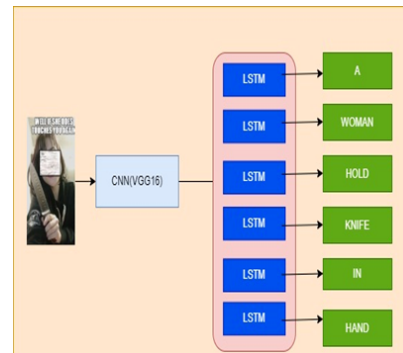 CNN(VGG16)
LSTM
A
LSTM
WOMAN
LSTM
HOLD
LSTM
KNIFE
LSTM
IN
LSTM
HAND